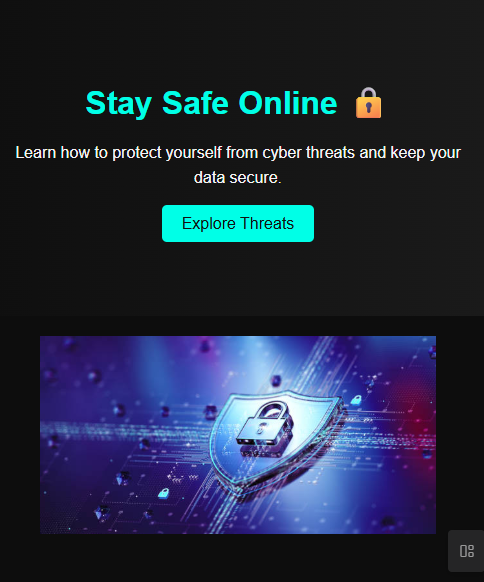 Stay Safe Online 🔒
Learn how to protect yourself from cyber threats and keep your
data secure.
Explore Threats